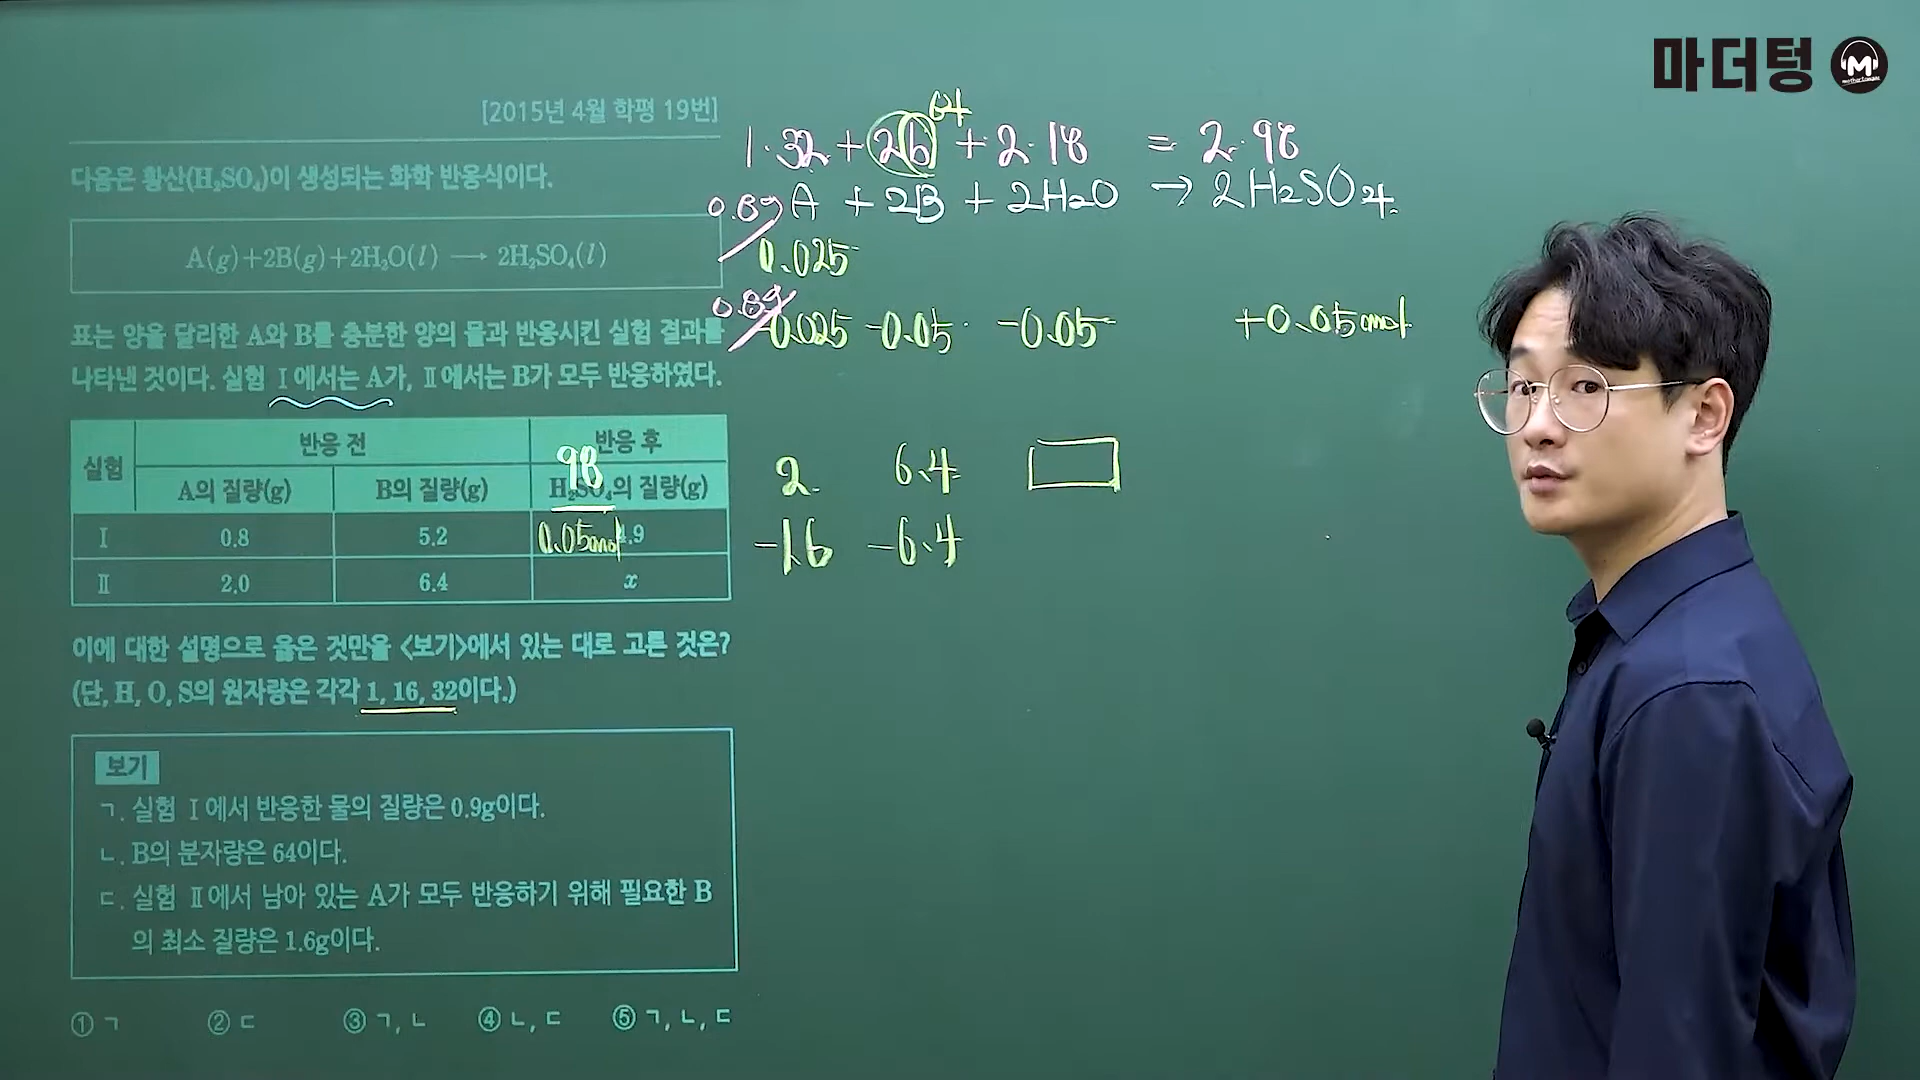 마더텅 M
[2015년 4월 학평 19번]
다음은 황산(H₂SO₄)이 생성되는 화학 반응식이다.
A(g)+2B(g)+2H₂O(l) ⟶ 2H₂SO₄(l)
표는 양을 달리한 A와 B를 충분한 양의 물과 반응시킨 실험 결과를
나타낸 것이다. 실험 Ⅰ에서는 A가, Ⅱ에서는 B가 모두 반응하였다.
실험 반응 전 반응 후
A의 질량(g) B의 질량(g) H₂SO₄의 질량(g)
98
Ⅰ 0.8 5.2 4.9
0.05mol
Ⅱ 2.0 6.4 x
이에 대한 설명으로 옳은 것만을 <보기>에서 있는 대로 고른 것은?
(단, H, O, S의 원자량은 각각 1, 16, 32이다.)
보기
ㄱ. 실험 Ⅰ에서 반응한 물의 질량은 0.9g이다.
ㄴ. B의 분자량은 64이다.
ㄷ. 실험 Ⅱ에서 남아 있는 A가 모두 반응하기 위해 필요한 B
의 최소 질량은 1.6g이다.
① ㄱ ② ㄷ ③ ㄱ, ㄴ ④ ㄴ, ㄷ ⑤ ㄱ, ㄴ, ㄷ
64
1·32 + 2b + 2·18 = 2·98
0.8g A + 2B + 2H₂O → 2H₂SO₄
0.025
0.8g -0.025 -0.05 -0.05 +0.05mol
2 6.4
-1.6 -6.4